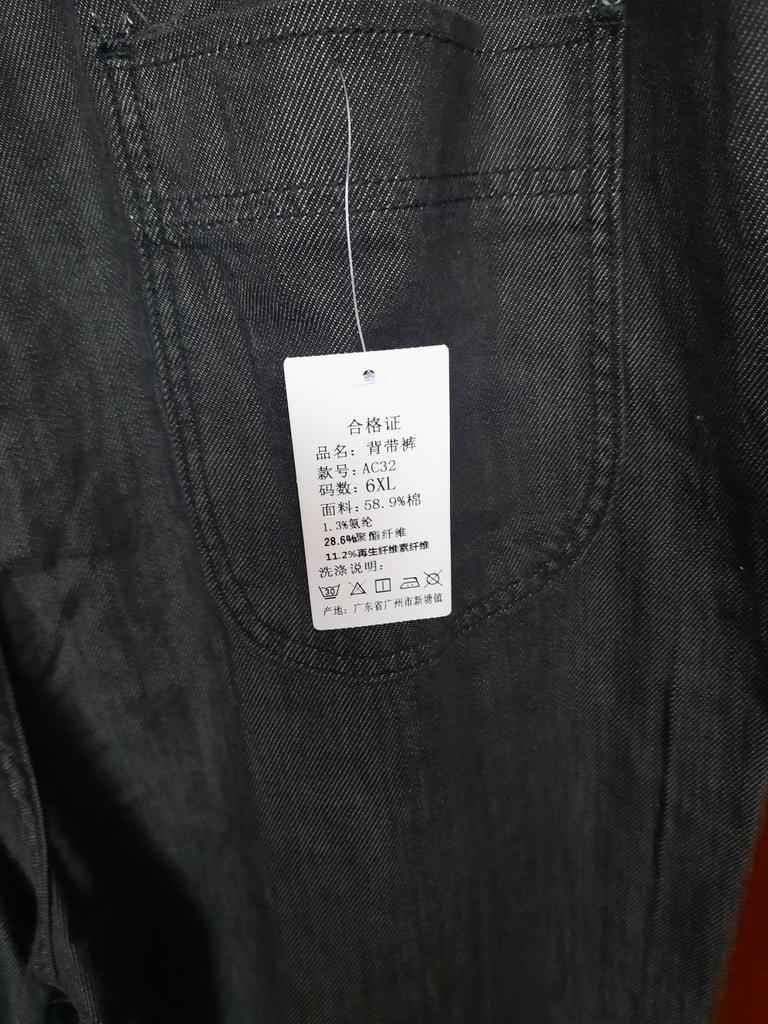 合格证
品名：背带裤
款号：AC32
码数：6XL
面料：58.9%棉
1.3%氨纶
28.6%聚酯纤维
11.2%再生纤维素纤维
洗涤说明：
30
产地：广东省广州市新塘镇